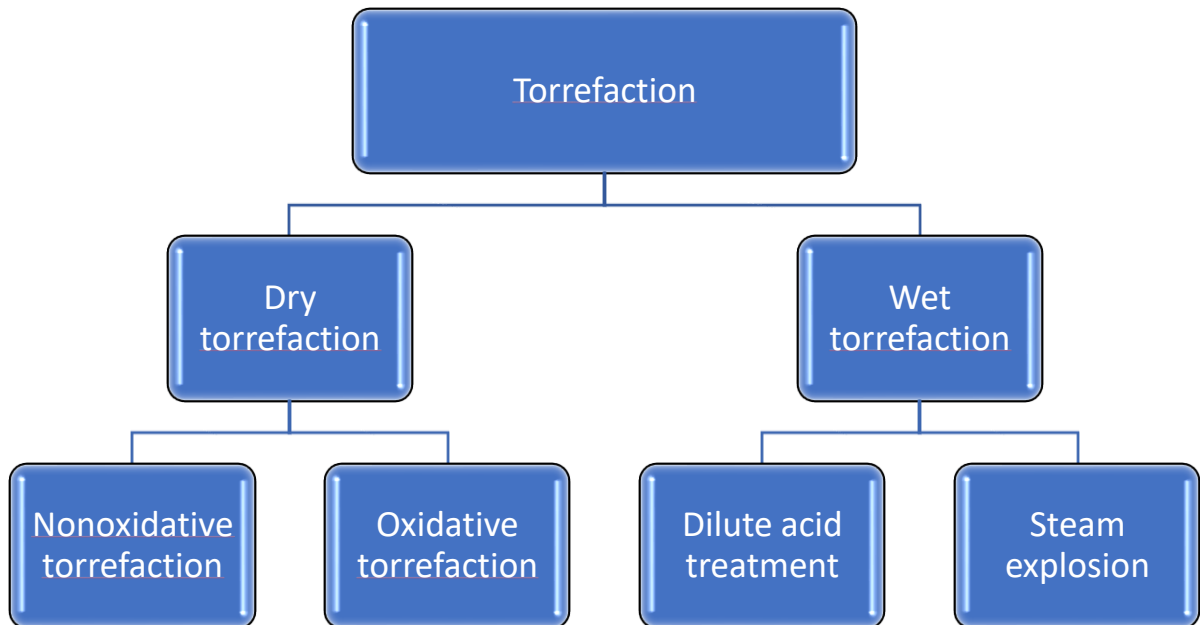 Torrefaction
Dry
torrefaction
Wet
torrefaction
Nonoxidative
torrefaction
Oxidative
torrefaction
Dilute acid
treatment
Steam
explosion